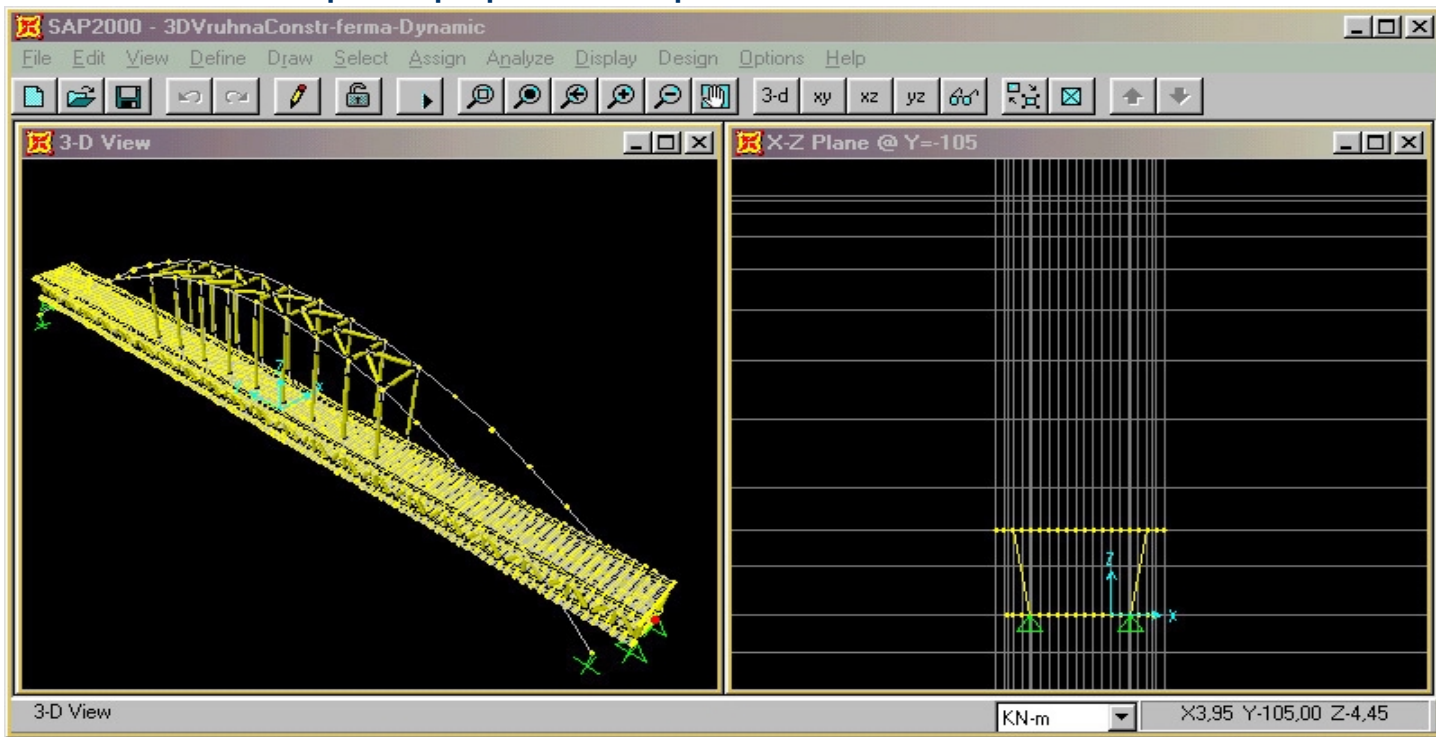 SAP2000 - 3DVruhnaConstr-ferma-Dynamic
File Edit View Define Draw Select Assign Analyze Display Design Options Help
3-d xy xz yz
3-D View
X-Z Plane @ Y=-105
Z
X
Z
X
3-D View
KN-m
X3,95 Y-105,00 Z-4,45